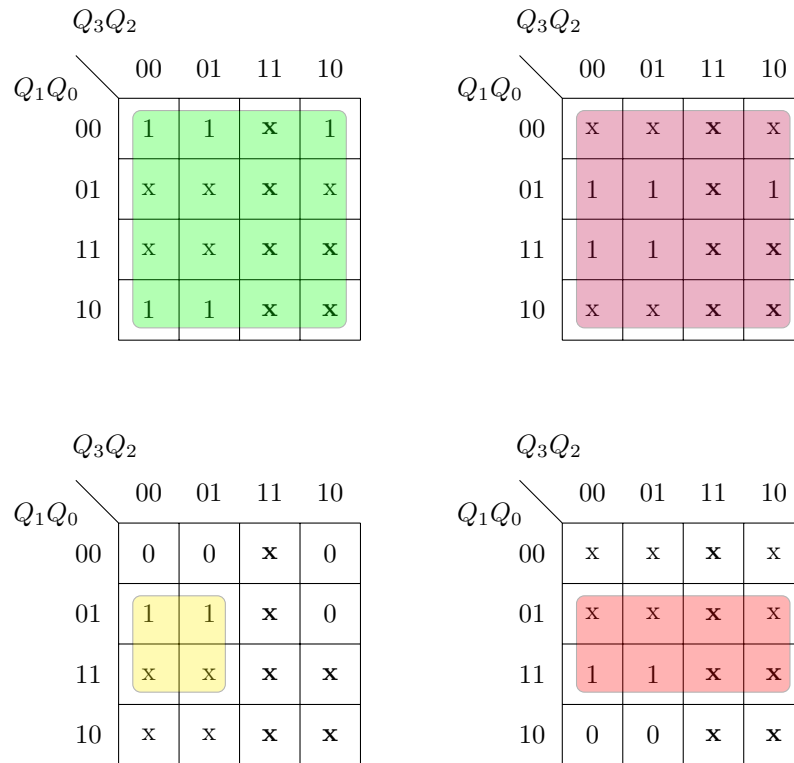 Q₃Q₂ Q₃Q₂
00 01 11 10 00 01 11 10
Q₁Q₀ Q₁Q₀
00 1 1 x 1 00 x x x x
01 x x x x 01 1 1 x 1
11 x x x x 11 1 1 x x
10 1 1 x x 10 x x x x
Q₃Q₂ Q₃Q₂
00 01 11 10 00 01 11 10
Q₁Q₀ Q₁Q₀
00 0 0 x 0 00 x x x x
01 1 1 x 0 01 x x x x
11 x x x x 11 1 1 x x
10 x x x x 10 0 0 x x